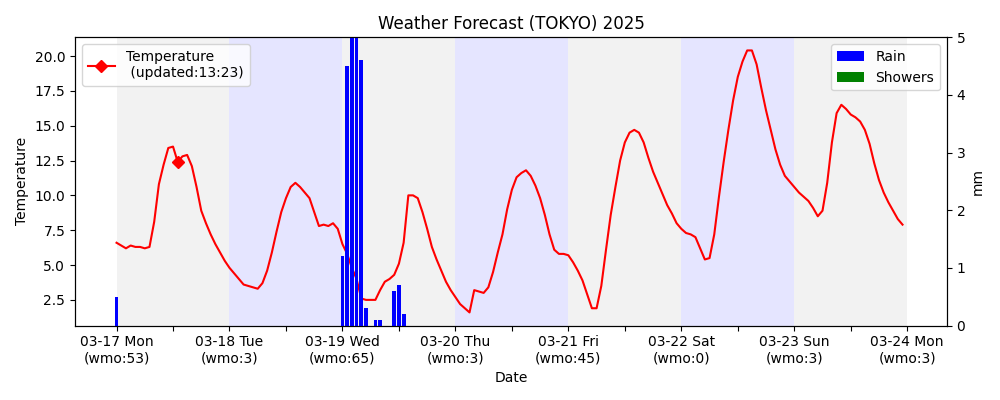 Weather Forecast (TOKYO) 2025
Temperature
(updated:13:23)
Rain
Showers
20.0
17.5
15.0
12.5
10.0
7.5
5.0
2.5
Temperature
5
4
3
2
1
0
mm
03-17 Mon
(wmo:53)
03-18 Tue
(wmo:3)
03-19 Wed
(wmo:65)
03-20 Thu
(wmo:3)
03-21 Fri
(wmo:45)
03-22 Sat
(wmo:0)
03-23 Sun
(wmo:3)
03-24 Mon
(wmo:3)
Date